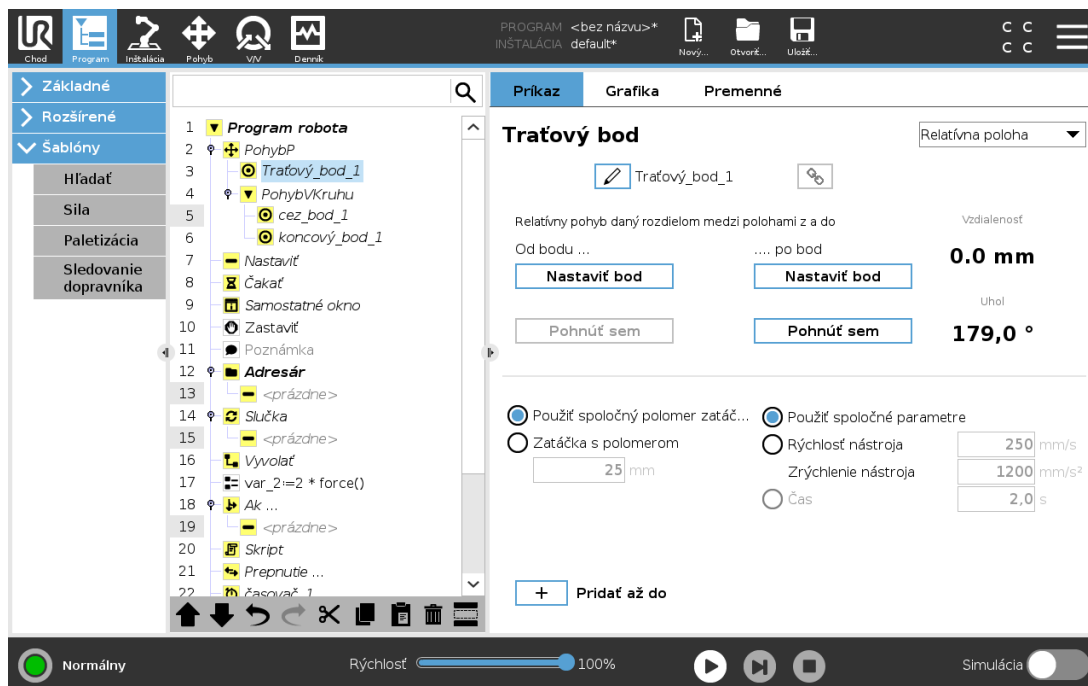 PROGRAM <bez názvu>*
INŠTALÁCIA default*
Chod
Program
Inštalácia
Pohyb
V/V
Denník
Nový...
Otvoriť...
Uložiť...
C C
C C
Základné
Rozšírené
Šablóny
Hľadať
Sila
Paletizácia
Sledovanie
dopravníka
1 Program robota
2 PohybP
3 Traťový_bod_1
4 PohybVKruhu
5 cez_bod_1
6 koncový_bod_1
7 Nastaviť
8 Čakať
9 Samostatné okno
10 Zastaviť
11 Poznámka
12 Adresár
13 <prázdne>
14 Slučka
15 <prázdne>
16 Vyvolať
17 var_2:=2 * force()
18 Ak ...
19 <prázdne>
20 Skript
21 Prepnutie ...
22 časovač_1
Príkaz Grafika Premenné
Traťový bod
Relatívna poloha
Traťový_bod_1
Relatívny pohyb daný rozdielom medzi polohami z a do
Vzdialenosť
Od bodu ...
.... po bod
0.0 mm
Nastaviť bod
Nastaviť bod
Uhol
Pohnúť sem
Pohnúť sem
179,0 °
Použiť spoločný polomer zatáč...
Zatáčka s polomerom
25 mm
Použiť spoločné parametre
Rýchlosť nástroja 250 mm/s
Zrýchlenie nástroja 1200 mm/s²
Čas 2,0 s
+ Pridať až do
Normálny
Rýchlosť 100%
Simulácia